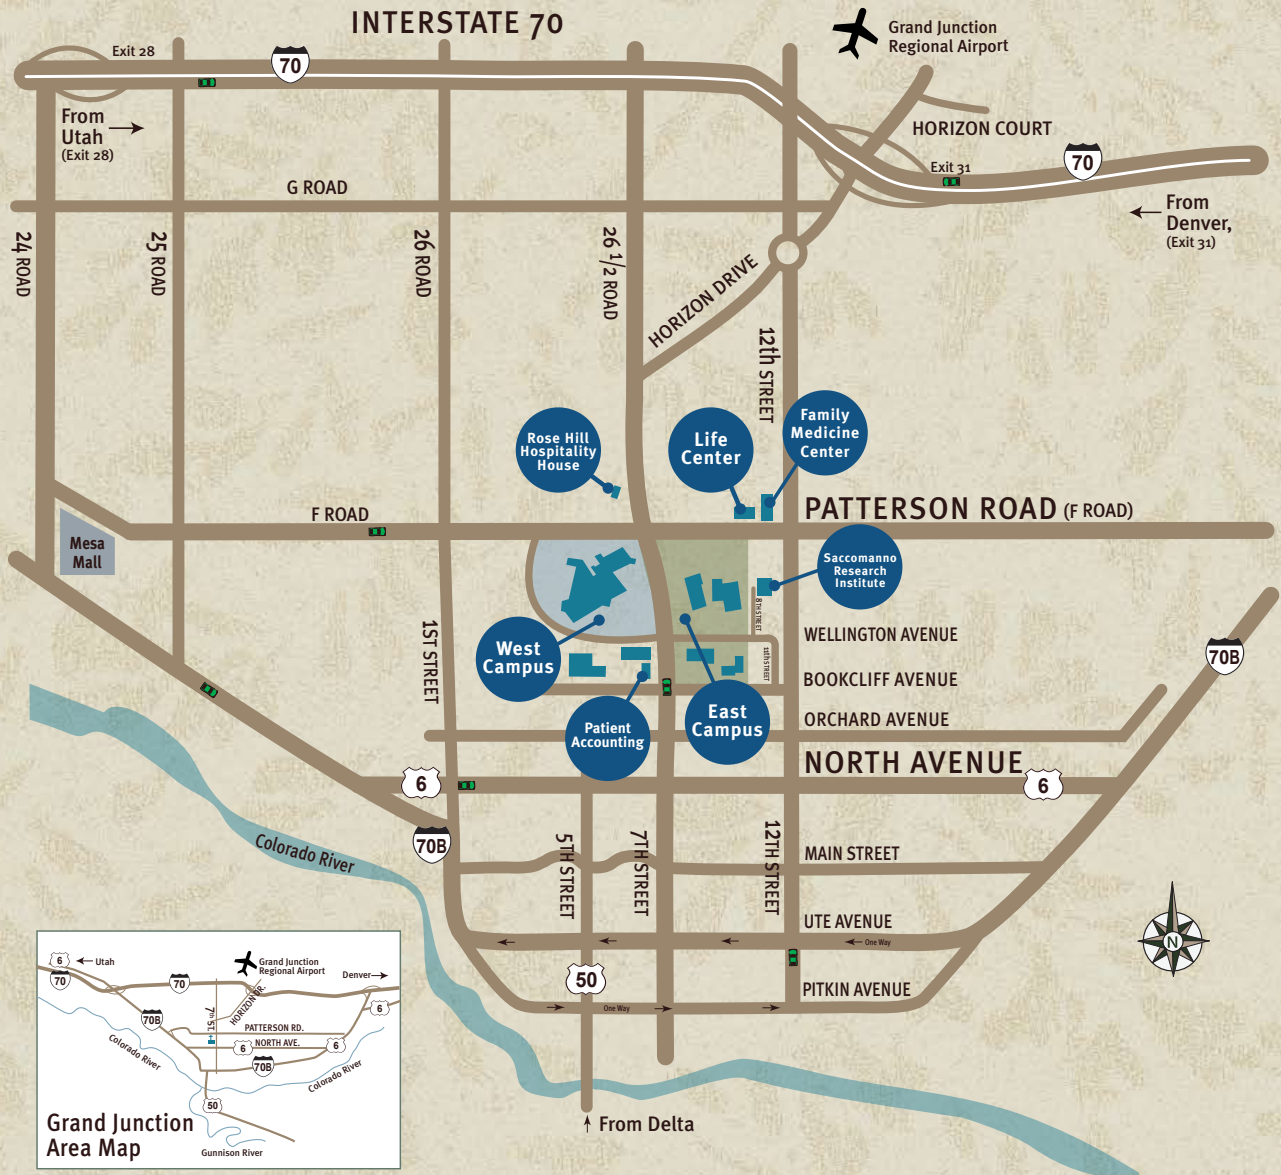 INTERSTATE 70
Grand Junction
Regional Airport
Exit 28
70
From
Utah
(Exit 28)
HORIZON COURT
Exit 31
70
From
Denver,
(Exit 31)
G ROAD
24 ROAD
25 ROAD
26 ROAD
26 1/2 ROAD
HORIZON DRIVE
12th STREET
Rose Hill
Hospitality
House
Life
Center
Family
Medicine
Center
F ROAD
PATTERSON ROAD (F ROAD)
Mesa
Mall
Saccomanno
Research
Institute
8TH STREET
11th STREET
1ST STREET
West
Campus
WELLINGTON AVENUE
70B
BOOKCLIFF AVENUE
East
Campus
Patient
Accounting
ORCHARD AVENUE
NORTH AVENUE
6
6
70B
Colorado River
5TH STREET
7TH STREET
12TH STREET
MAIN STREET
UTE AVENUE
One Way
N
50
PITKIN AVENUE
One Way
From Delta
6
Utah
70
70
Grand Junction
Regional Airport
Denver
HORIZON DR.
7th ST.
70B
6
PATTERSON RD.
6
NORTH AVE.
6
70B
Colorado River
Colorado River
50
Grand Junction
Area Map
Gunnison River